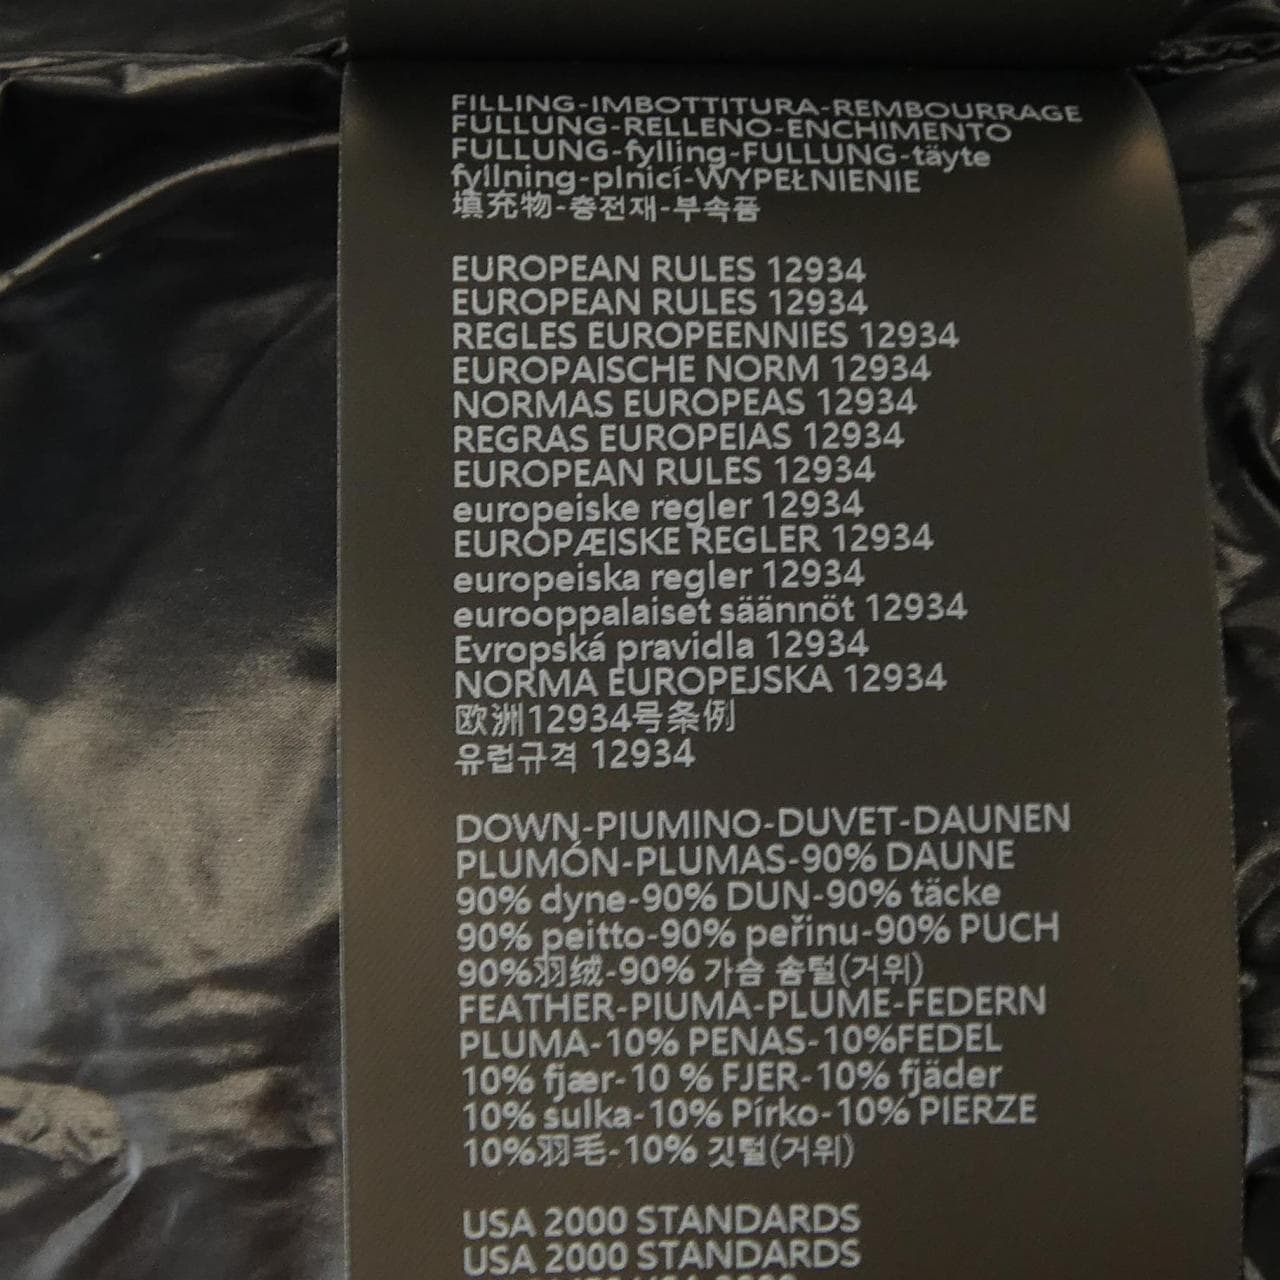 FILLING-IMBOTTITURA-REMBOURRAGE
FULLUNG-RELLENO-ENCHIMENTO
FULLUNG-fylling-FULLUNG-täyte
fyllning-plnicí-WYPEŁNIENIE
填充物-충전재-부속품
EUROPEAN RULES 12934
EUROPEAN RULES 12934
REGLES EUROPEENNIES 12934
EUROPAISCHE NORM 12934
NORMAS EUROPEAS 12934
REGRAS EUROPEIAS 12934
EUROPEAN RULES 12934
europeiske regler 12934
EUROPÆISKE REGLER 12934
europeiska regler 12934
eurooppalaiset säännöt 12934
Evropská pravidla 12934
NORMA EUROPEJSKA 12934
欧洲12934号条例
유럽규격 12934
DOWN-PIUMINO-DUVET-DAUNEN
PLUMÓN-PLUMAS-90% DAUNE
90% dyne-90% DUN-90% täcke
90% peitto-90% peřinu-90% PUCH
90%羽绒-90% 가슴 솜털(거위)
FEATHER-PIUMA-PLUME-FEDERN
PLUMA-10% PENAS-10%FEDEL
10% fjær-10 % FJER-10% fjäder
10% sulka-10% Pírko-10% PIERZE
10%羽毛-10% 깃털(거위)
USA 2000 STANDARDS
USA 2000 STANDARDS